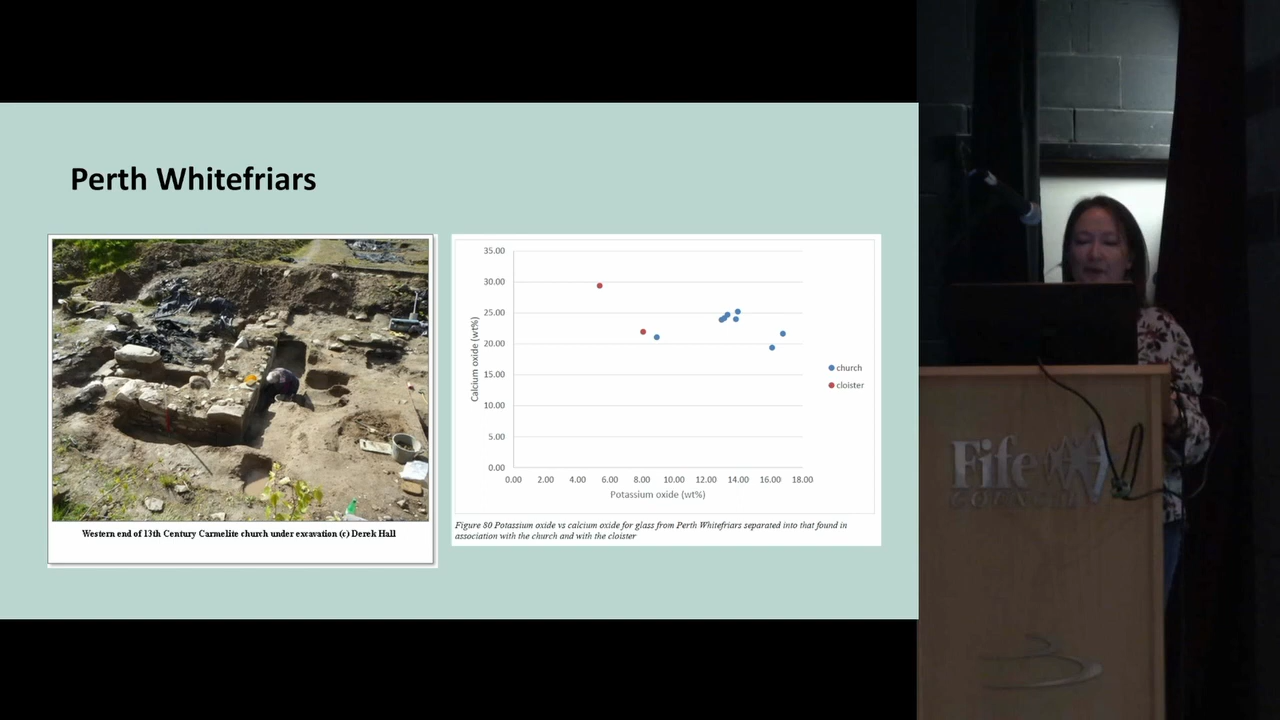 Perth Whitefriars
Western end of 13th Century Carmelite church under excavation (c) Derek Hall
35.00
30.00
25.00
20.00
15.00
10.00
5.00
0.00
Calcium oxide (wt%)
0.00 2.00 4.00 6.00 8.00 10.00 12.00 14.00 16.00 18.00
Potassium oxide (wt%)
church
cloister
Figure 80 Potassium oxide vs calcium oxide for glass from Perth Whitefriars separated into that found in
association with the church and with the cloister
Fife
COUNCIL